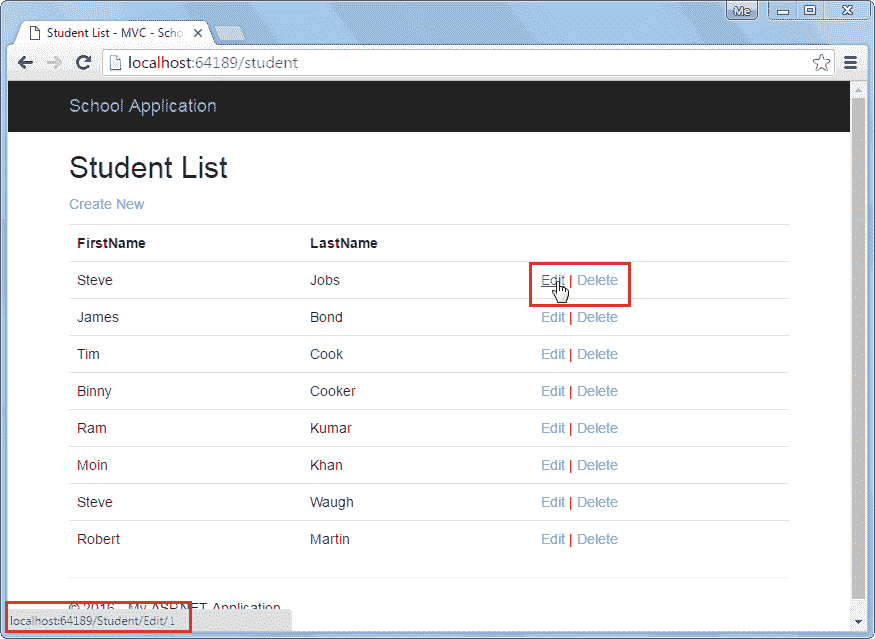 Me
Student List - MVC - Scho
localhost:64189/student
School Application
Student List
Create New
FirstName LastName
Steve Jobs Edit | Delete
James Bond Edit | Delete
Tim Cook Edit | Delete
Binny Cooker Edit | Delete
Ram Kumar Edit | Delete
Moin Khan Edit | Delete
Steve Waugh Edit | Delete
Robert Martin Edit | Delete
© 2016 - My ASP.NET Application
localhost:64189/Student/Edit/1